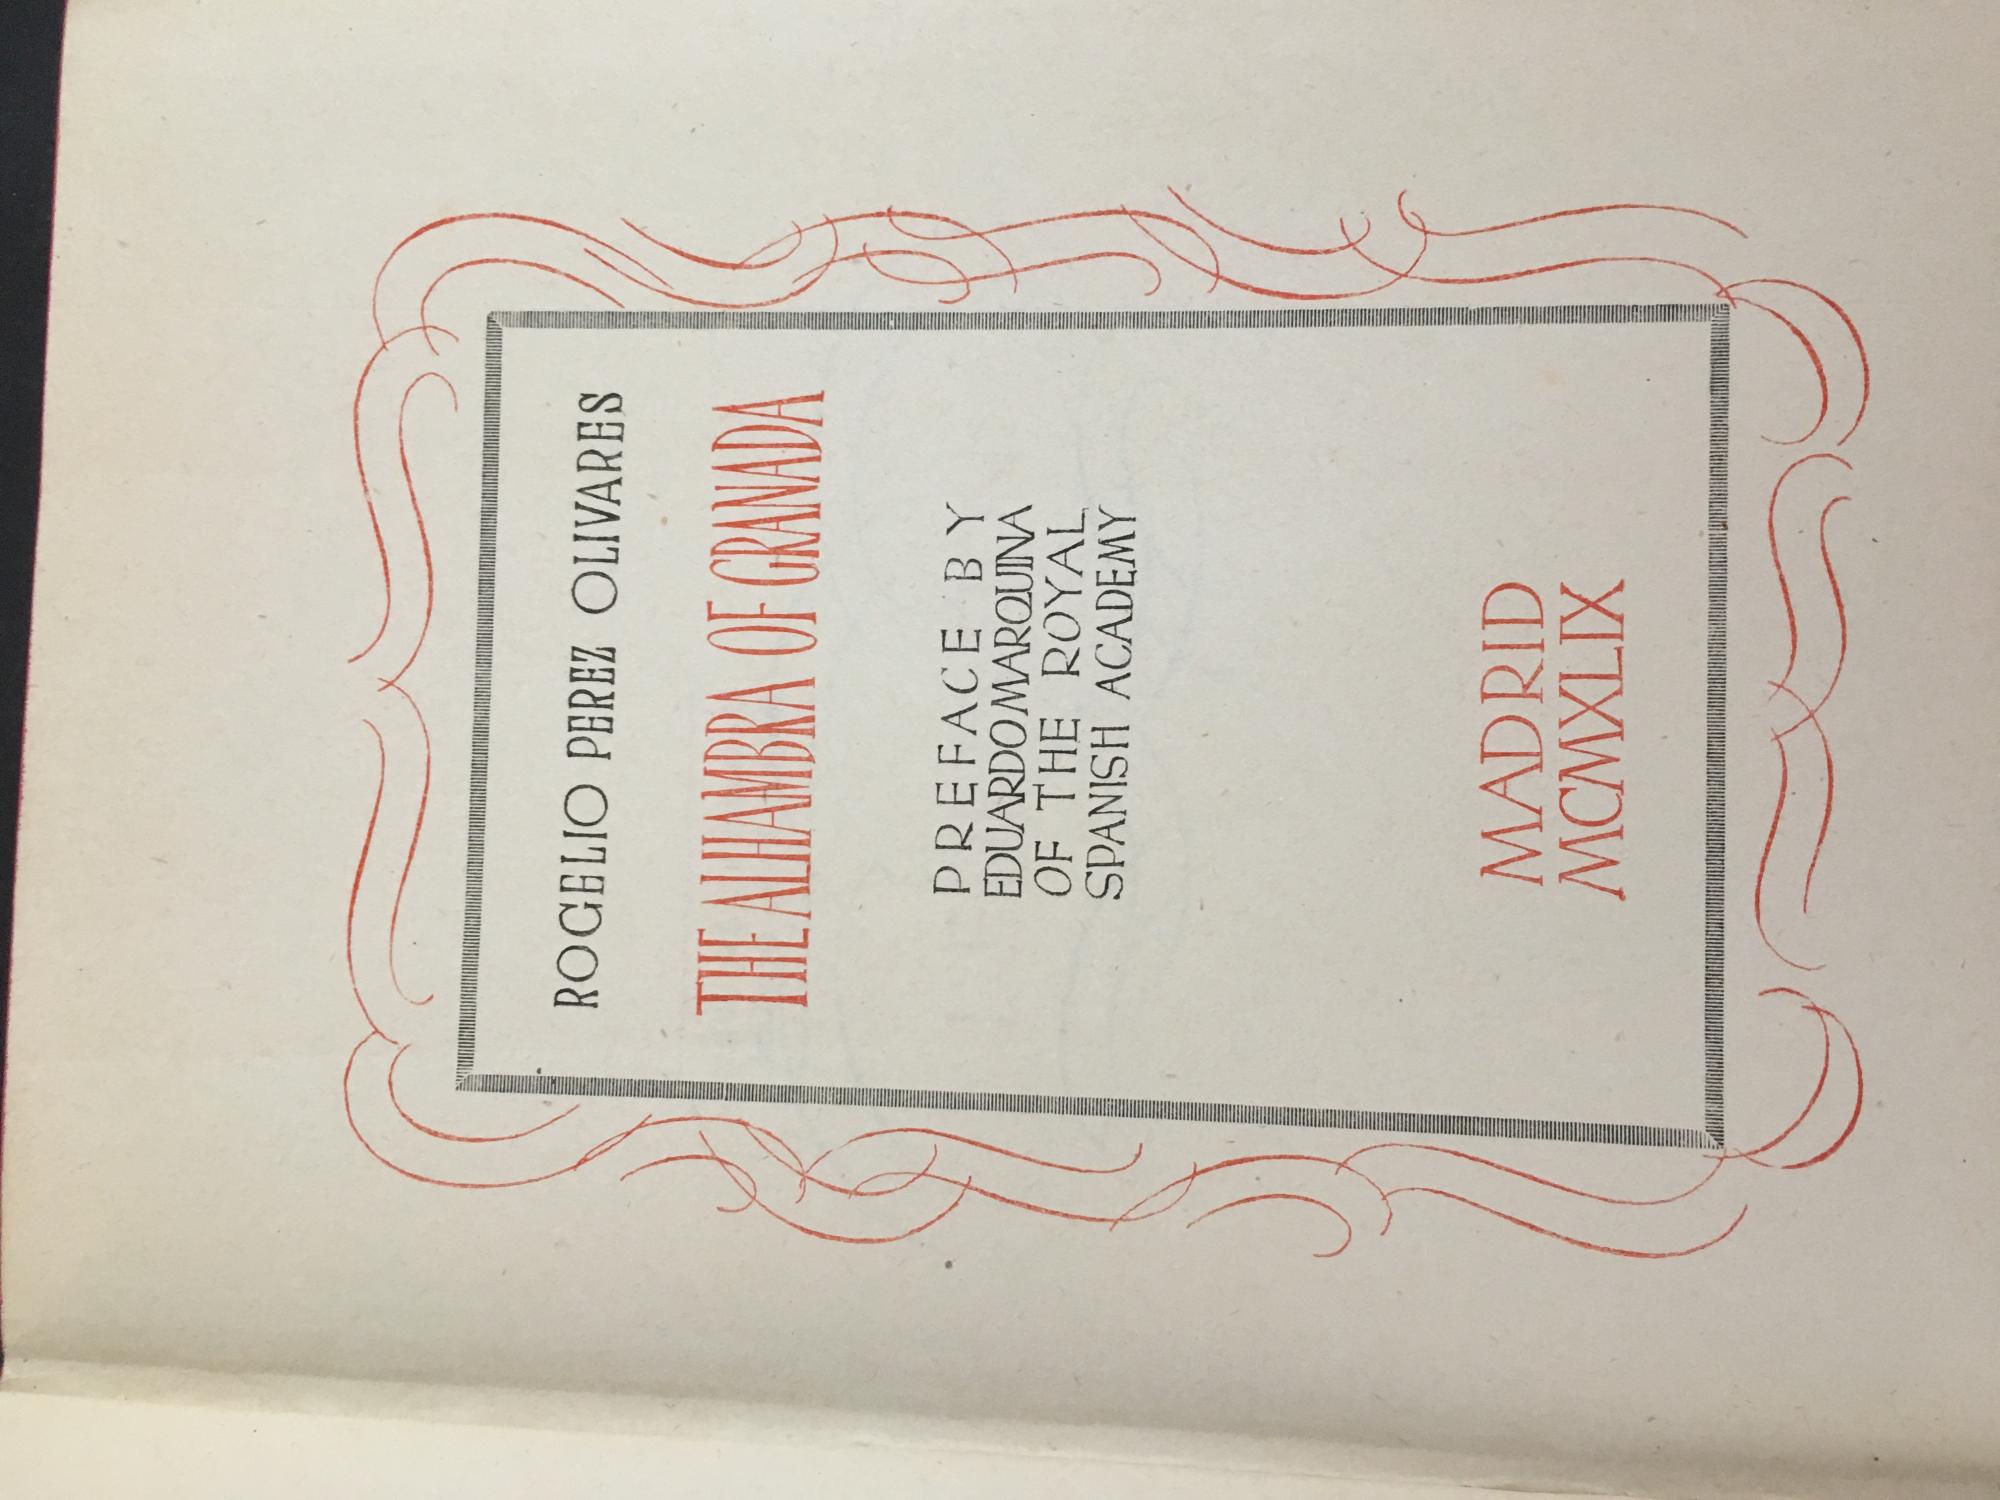 ROGELIO PEREZ OLIVARES
THE ALHAMBRA OF GRANADA
PREFACE BY
EDUARDO MARQUINA
OF THE ROYAL
SPANISH ACADEMY
MADRID
MCMXLIX